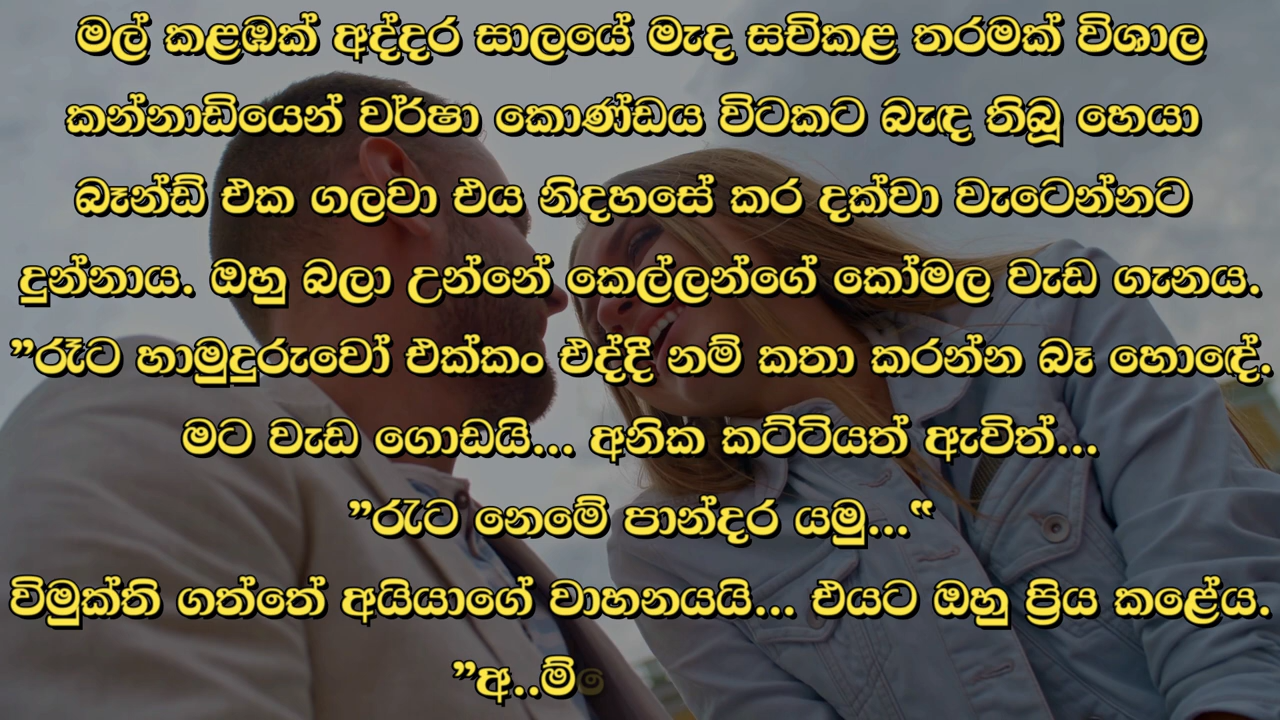 මල් කළඹක් අද්දර සාලයේ මැද සවිකළ තරමක් විශාල
කන්නාඩියෙන් වර්ෂා කොණ්ඩය විටකට බැඳ තිබූ හෙයා
බෑන්ඩ් එක ගලවා එය නිදහසේ කර දක්වා වැටෙන්නට
දුන්නාය. ඔහු බලා උන්නේ කෙල්ලන්ගේ කෝමල වැඩ ගැනය.
”රෑට හාමුදුරුවෝ එක්කං එද්දී නම් කතා කරන්න බෑ හොඳේ.
මට වැඩ ගොඩයි... අනික කට්ටියත් ඇවිත්...
”රෑට නෙමේ පාන්දර යමු...“
විමුක්ති ගත්තේ අයියාගේ වාහනයයි... එයට ඔහු ප්‍රිය කළේය.
”අ..ම්